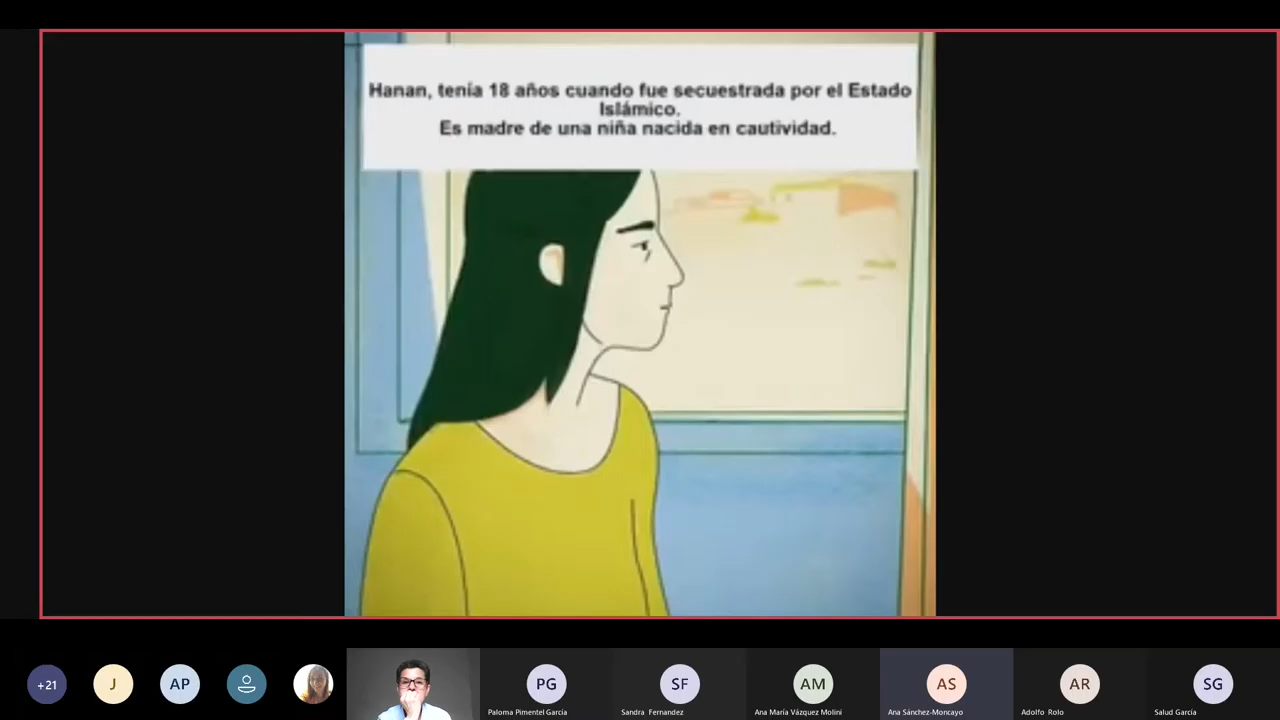 Hanan, tenía 18 años cuando fue secuestrada por el Estado
Islámico.
Es madre de una niña nacida en cautividad.
+21
J
AP
PG
SF
AM
AS
AR
SG
Paloma Pimentel García
Sandra Fernandez
Ana María Vázquez Molini
Ana Sánchez-Moncayo
Adolfo Rolo
Salud García